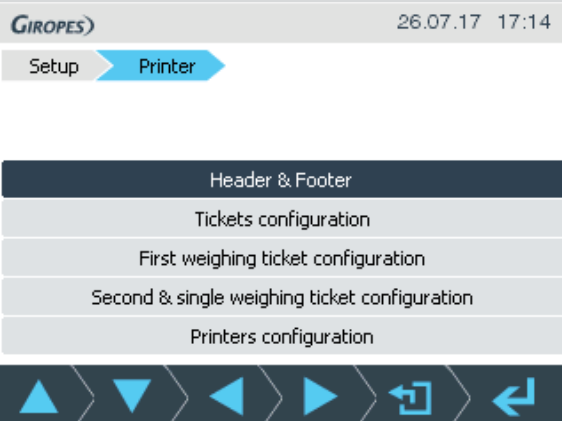 GIROPES)
26.07.17 17:14
Setup
Printer
Header & Footer
Tickets configuration
First weighing ticket configuration
Second & single weighing ticket configuration
Printers configuration